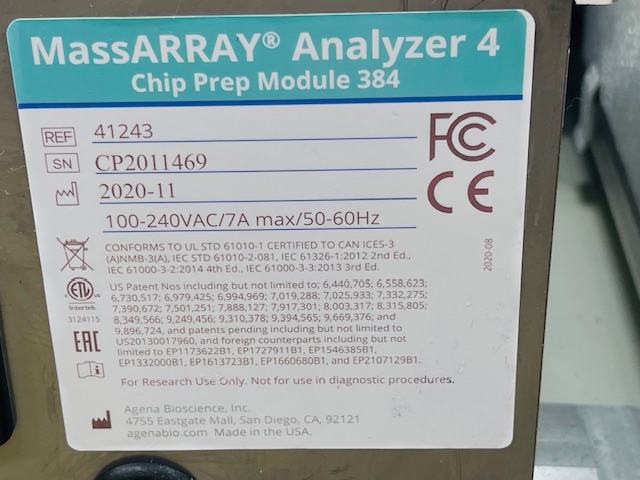 MassARRAY® Analyzer 4
Chip Prep Module 384
REF 41243
SN CP2011469
2020-11
100-240VAC/7A max/50-60Hz
FC
CE
CONFORMS TO UL STD 61010-1 CERTIFIED TO CAN ICES-3
(A)NMB-3(A), IEC STD 61010-2-081, IEC 61326-1:2012 2nd Ed.,
IEC 61000-3-2:2014 4th Ed., IEC 61000-3-3:2013 3rd Ed.
2020-08
ETL
Intertek
3124115
US Patent Nos including but not limited to; 6,440,705; 6,558,623;
6,730,517; 6,979,425; 6,994,969; 7,019,288; 7,025,933; 7,332,275;
7,390,672; 7,501,251; 7,888,127; 7,917,301; 8,003,317; 8,315,805;
8,349,566; 9,249,456; 9,310,378; 9,394,565; 9,669,376; and
9,896,724, and patents pending including but not limited to
US20130017960, and foreign counterparts including but not
limited to EP1173622B1, EP1727911B1, EP1546385B1,
EP1332000B1, EP1613723B1, EP1660680B1, and EP2107129B1.
EAC
For Research Use Only. Not for use in diagnostic procedures.
Agena Bioscience, Inc.
4755 Eastgate Mall, San Diego, CA, 92121
agenabio.com Made in the USA.